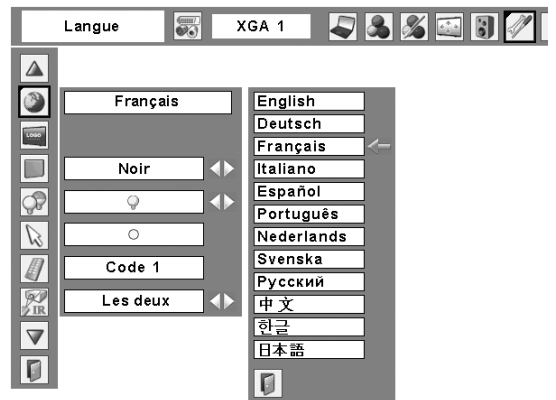 Langue
XGA 1
LOGO
IR
Français
Noir
Code 1
Les deux
English
Deutsch
Français
Italiano
Español
Português
Nederlands
Svenska
Русский
中文
한글
日本語